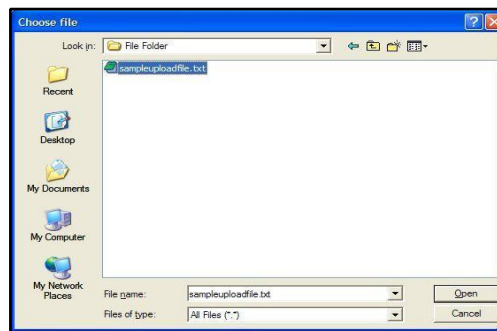 Choose file
Look in: File Folder
sampleuploadfile.txt
Recent
Desktop
My Documents
My Computer
My Network
Places
File name: sampleuploadfile.txt Open
Files of type: All Files (*.*) Cancel